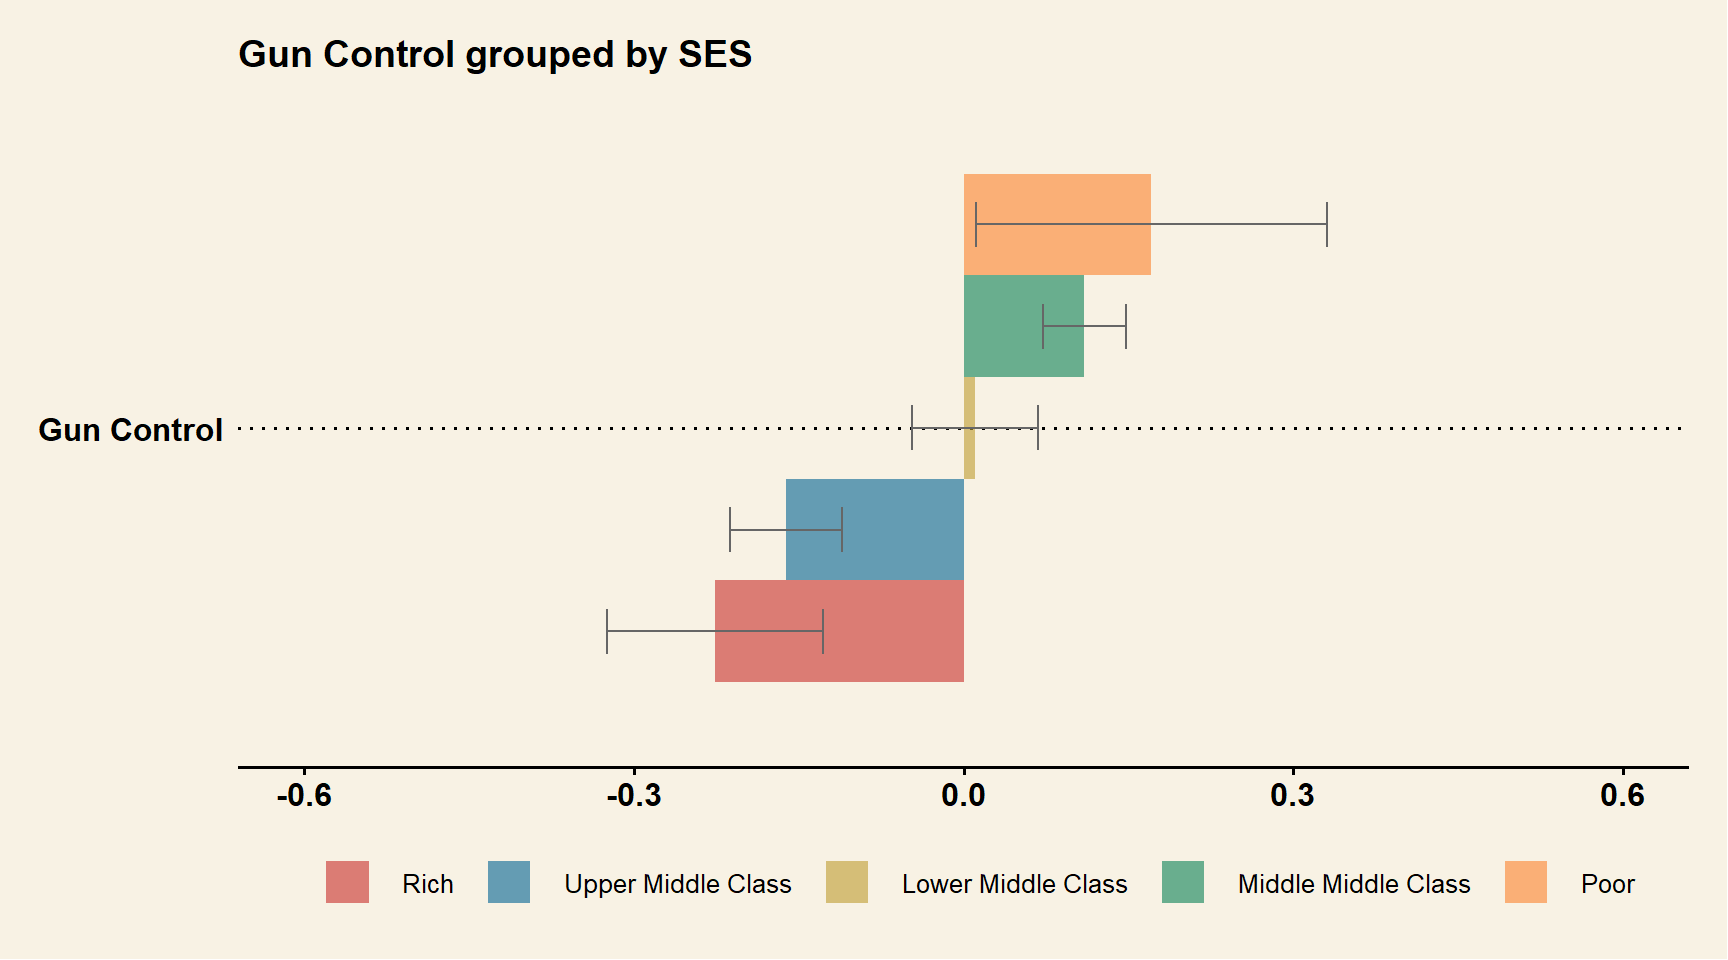 Gun Control grouped by SES
Gun Control
-0.6 -0.3 0.0 0.3 0.6
Rich Upper Middle Class Lower Middle Class Middle Middle Class Poor